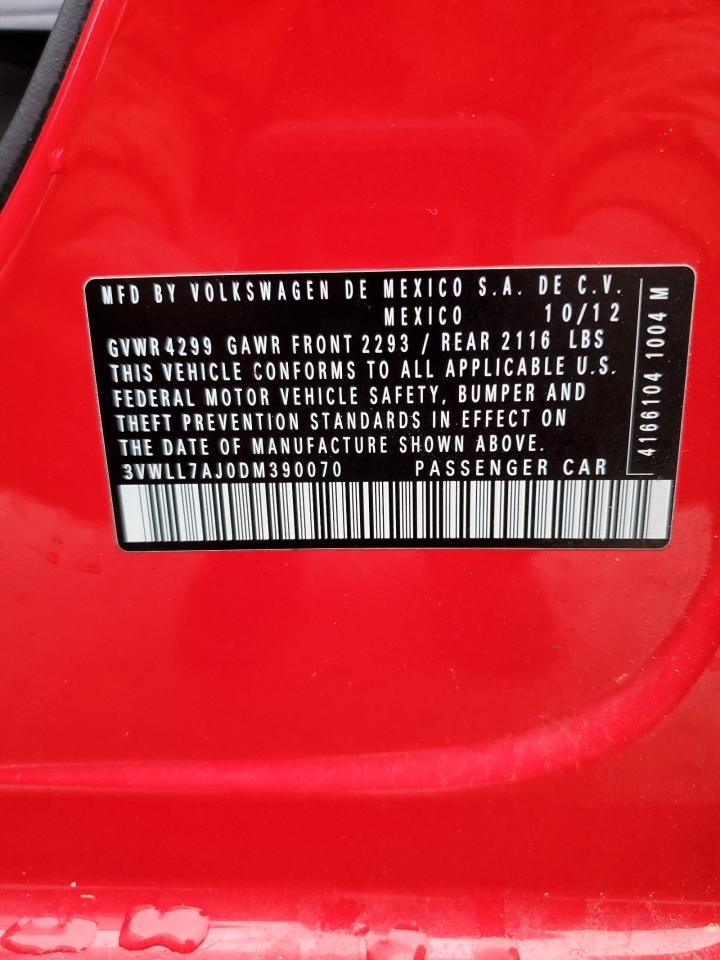 MFD BY VOLKSWAGEN DE MEXICO S.A. DE C.V.
MEXICO 10/12
GVWR 4299 GAWR FRONT 2293 / REAR 2116 LBS
THIS VEHICLE CONFORMS TO ALL APPLICABLE U.S.
FEDERAL MOTOR VEHICLE SAFETY, BUMPER AND
THEFT PREVENTION STANDARDS IN EFFECT ON
THE DATE OF MANUFACTURE SHOWN ABOVE.
3VWLL7AJ0DM390070 PASSENGER CAR
4166104 1004 M